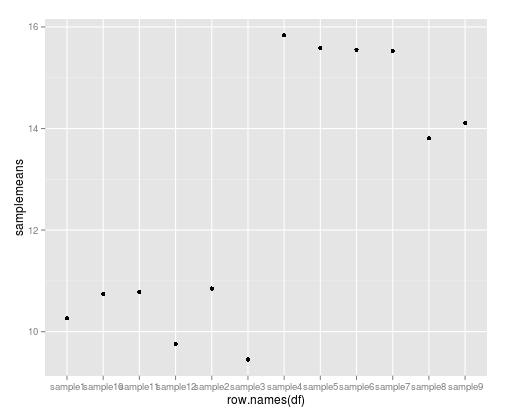 16
14
12
10
samplemeans
sample1 sample10 sample11 sample12 sample2 sample3 sample4 sample5 sample6 sample7 sample8 sample9
row.names(df)